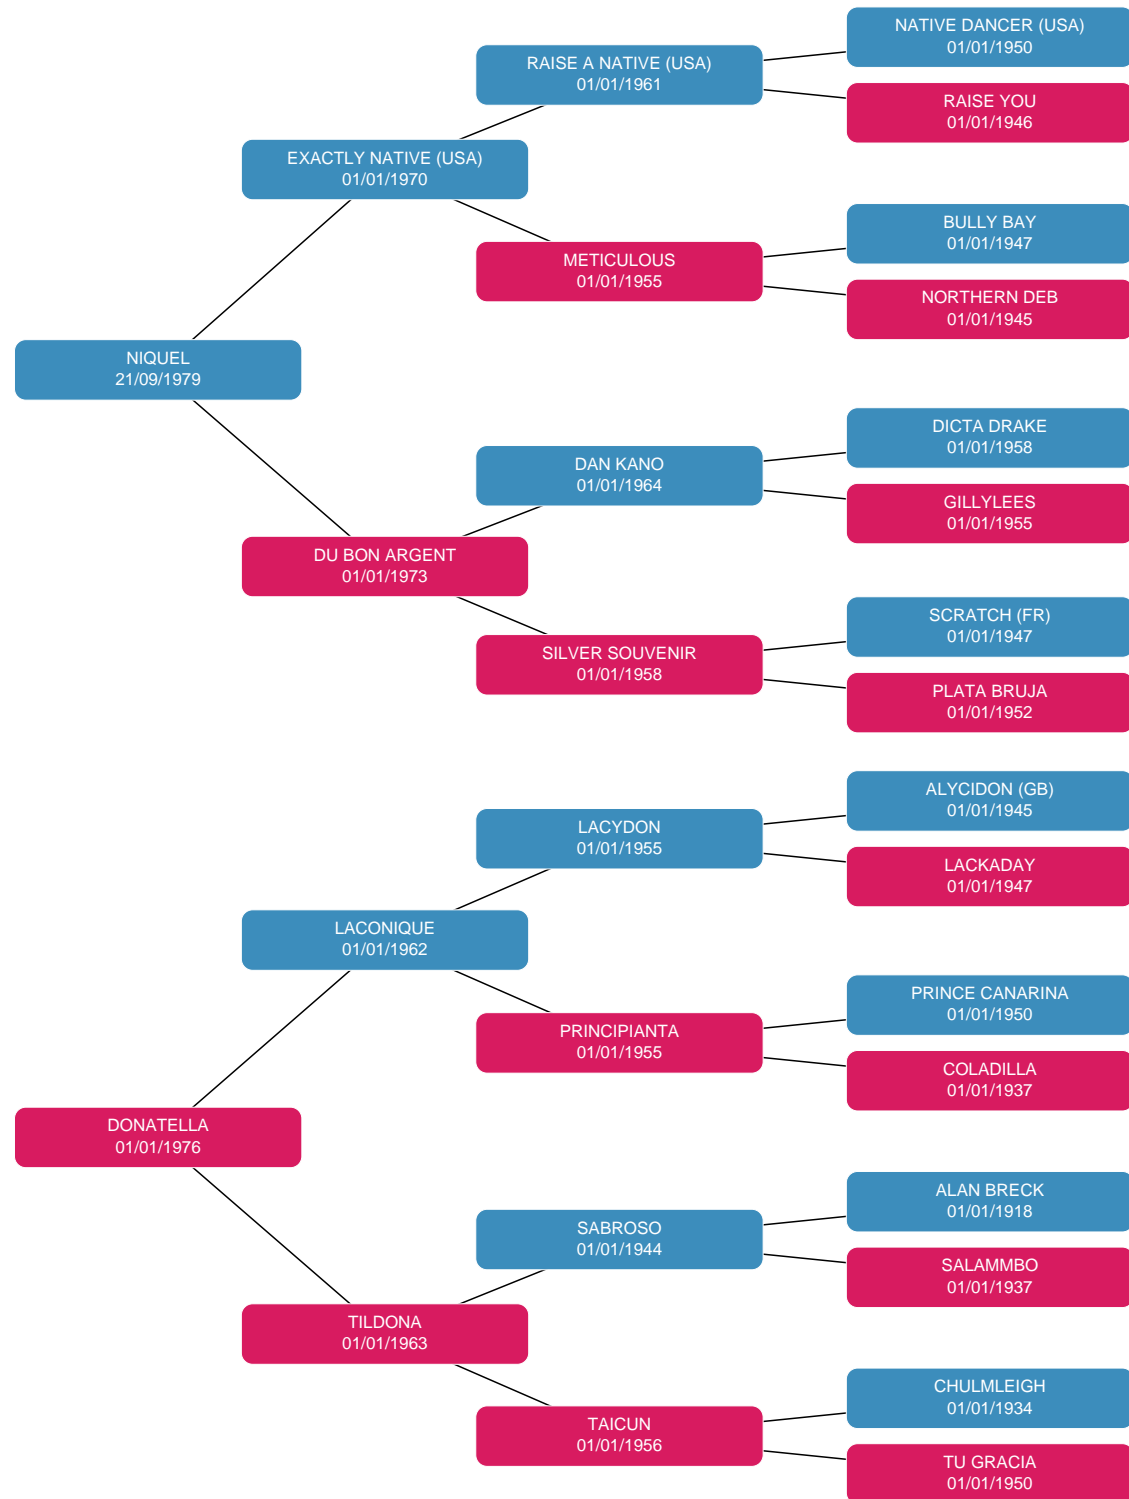 NATIVE DANCER (USA)
01/01/1950
RAISE A NATIVE (USA)
01/01/1961
RAISE YOU
01/01/1946
EXACTLY NATIVE (USA)
01/01/1970
BULLY BAY
01/01/1947
METICULOUS
01/01/1955
NORTHERN DEB
01/01/1945
NIQUEL
21/09/1979
DICTA DRAKE
01/01/1958
DAN KANO
01/01/1964
GILLYLEES
01/01/1955
DU BON ARGENT
01/01/1973
SCRATCH (FR)
01/01/1947
SILVER SOUVENIR
01/01/1958
PLATA BRUJA
01/01/1952
ALYCIDON (GB)
01/01/1945
LACYDON
01/01/1955
LACKADAY
01/01/1947
LACONIQUE
01/01/1962
PRINCE CANARINA
01/01/1950
PRINCIPIANTA
01/01/1955
COLADILLA
01/01/1937
DONATELLA
01/01/1976
ALAN BRECK
01/01/1918
SABROSO
01/01/1944
SALAMMBO
01/01/1937
TILDONA
01/01/1963
CHULMLEIGH
01/01/1934
TAICUN
01/01/1956
TU GRACIA
01/01/1950